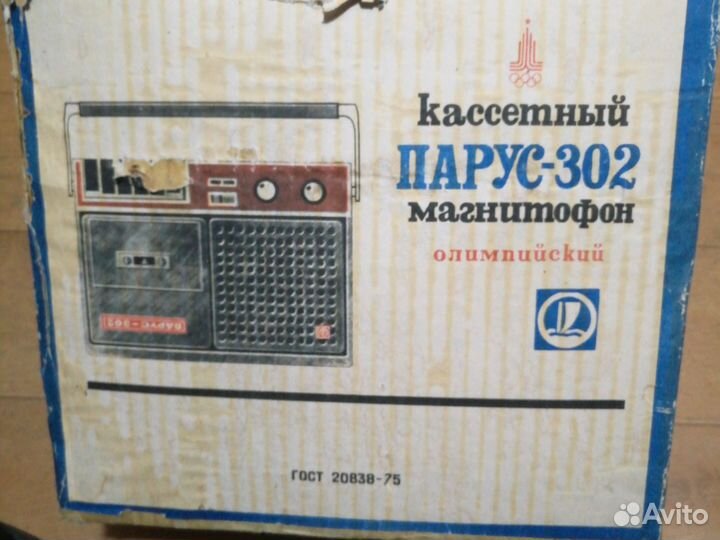 кассетный
ПАРУС-302
магнитофон
олимпийский
ПАРУС-302
ГОСТ 20838-75
Avito